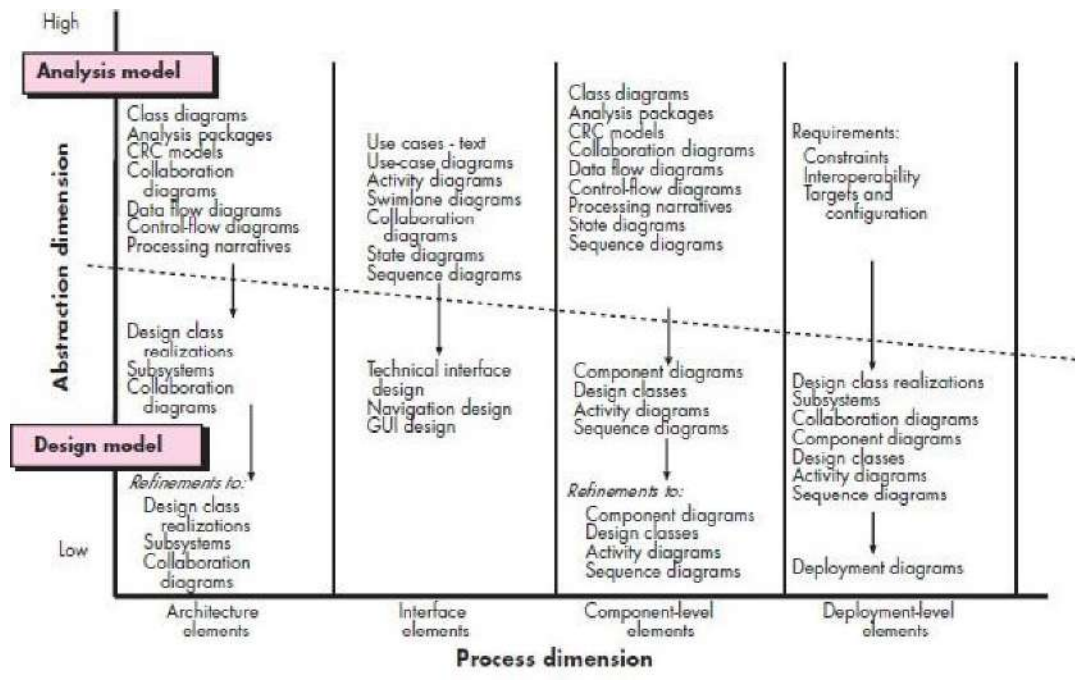 High
Analysis model
Abstraction dimension
Design model
Low
Class diagrams
Analysis packages
CRC models
Collaboration
diagrams
Data flow diagrams
Control-flow diagrams
Processing narratives
Design class
realizations
Subsystems
Collaboration
diagrams
Refinements to:
Design class
realizations
Subsystems
Collaboration
diagrams
Use cases - text
Use-case diagrams
Activity diagrams
Swimlane diagrams
Collaboration
diagrams
State diagrams
Sequence diagrams
Technical interface
design
Navigation design
GUI design
Class diagrams
Analysis packages
CRC models
Collaboration diagrams
Data flow diagrams
Control-flow diagrams
Processing narratives
State diagrams
Sequence diagrams
Component diagrams
Design classes
Activity diagrams
Sequence diagrams
Refinements to:
Component diagrams
Design classes
Activity diagrams
Sequence diagrams
Requirements:
Constraints
Interoperability
Targets and
configuration
Design class realizations
Subsystems
Collaboration diagrams
Component diagrams
Design classes
Activity diagrams
Sequence diagrams
Deployment diagrams
Architecture
elements
Interface
elements
Component-level
elements
Deployment-level
elements
Process dimension